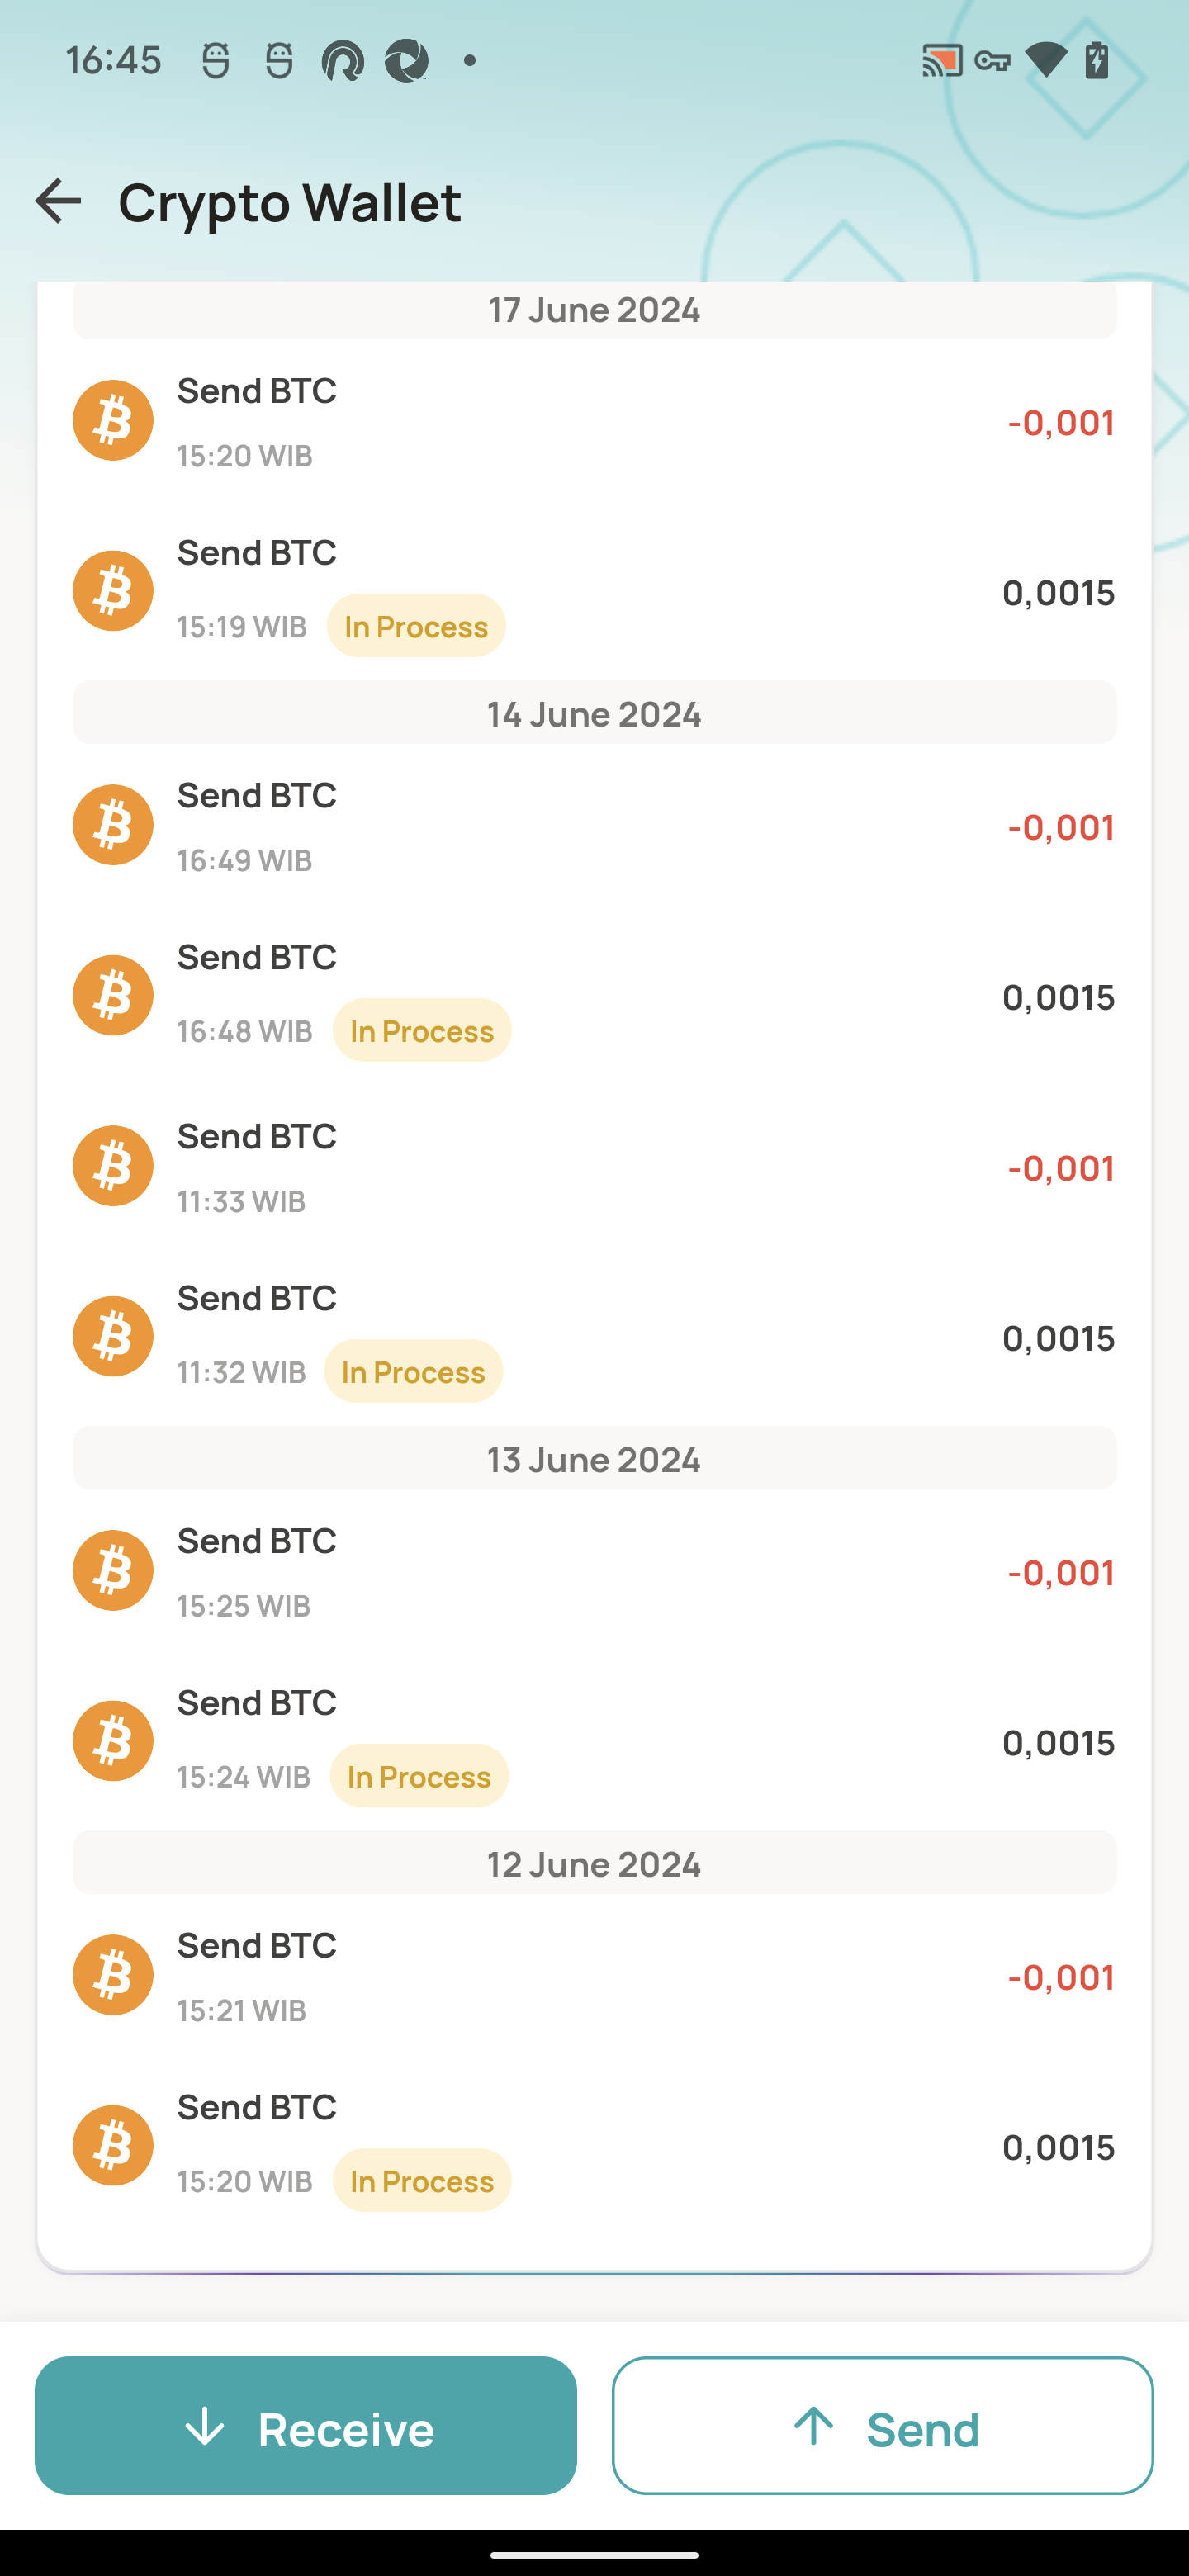 16:45
Crypto Wallet
17 June 2024
Send BTC
-0,001
15:20 WIB
Send BTC
0,0015
15:19 WIB In Process
14 June 2024
Send BTC
-0,001
16:49 WIB
Send BTC
0,0015
16:48 WIB In Process
Send BTC
-0,001
11:33 WIB
Send BTC
0,0015
11:32 WIB In Process
13 June 2024
Send BTC
-0,001
15:25 WIB
Send BTC
0,0015
15:24 WIB In Process
12 June 2024
Send BTC
-0,001
15:21 WIB
Send BTC
0,0015
15:20 WIB In Process
Receive Send